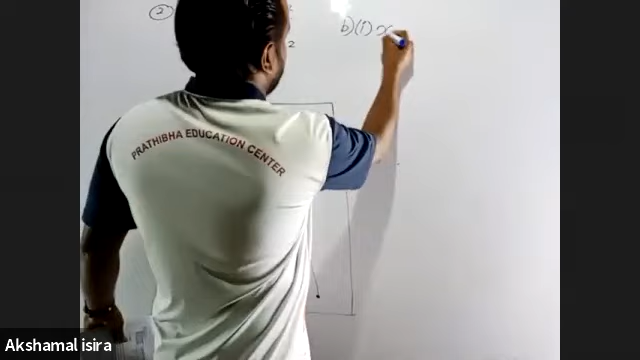 ②
2
b)(1) x
PRATHIBHA EDUCATION CENTER
Akshamal isira